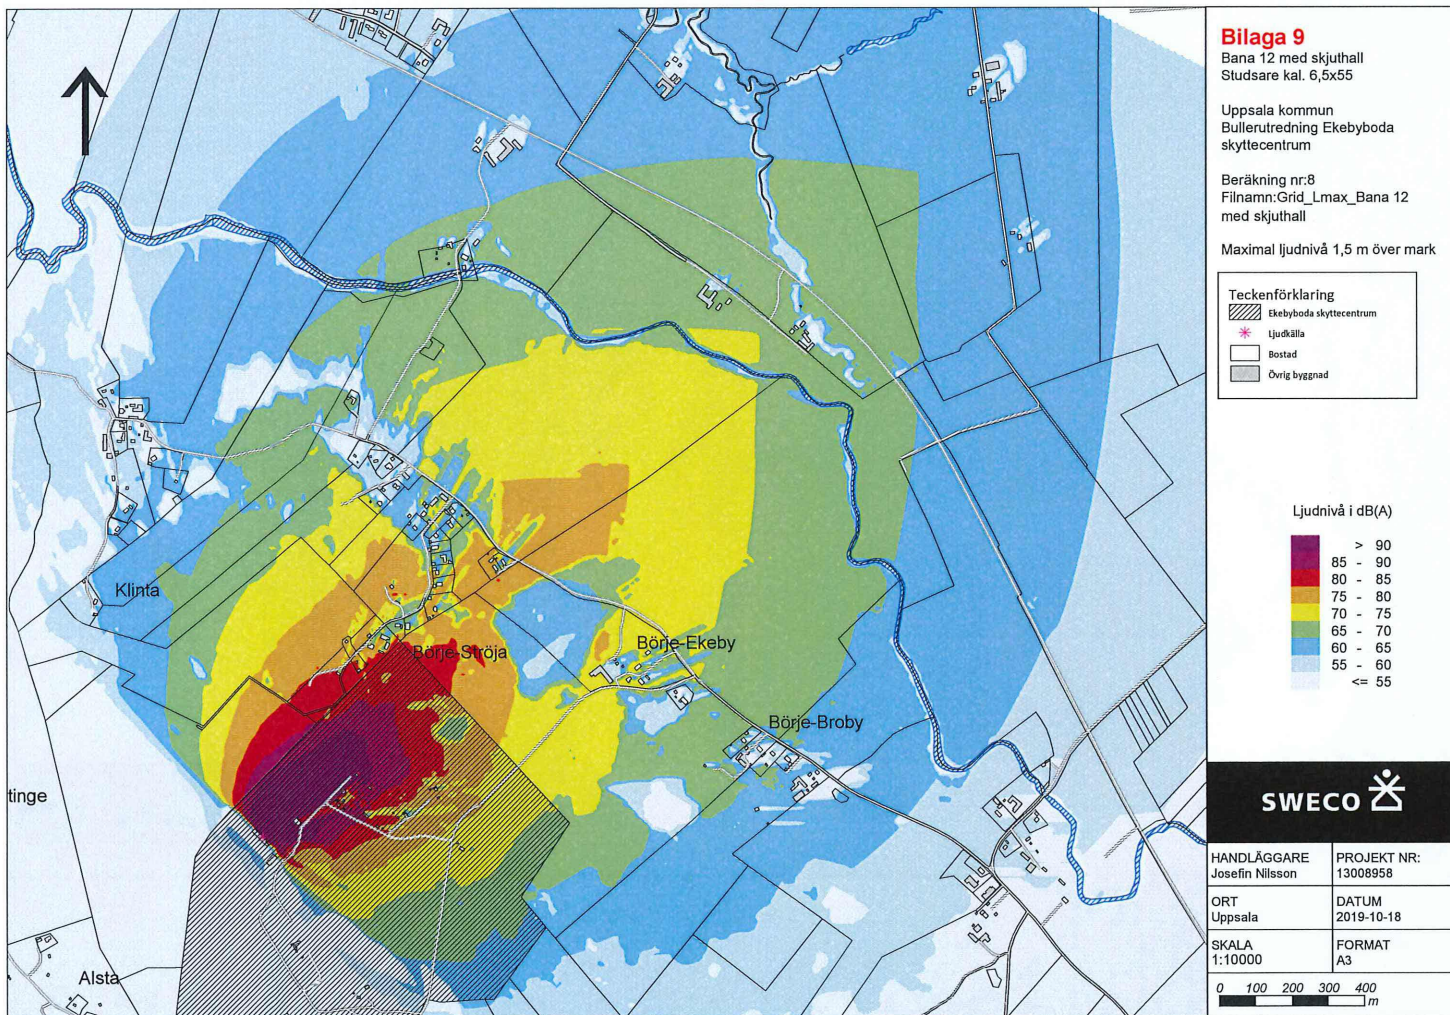 Bilaga 9
Bana 12 med skjuthall
Studsare kal. 6,5x55
Uppsala kommun
Bullerutredning Ekebyboda
skyttecentrum
Beräkning nr:8
Filnamn:Grid_Lmax_Bana 12
med skjuthall
Maximal ljudnivå 1,5 m över mark
Teckenförklaring
Ekebyboda skyttecentrum
Ljudkälla
Bostad
Övrig byggnad
Ljudnivå i dB(A)
> 90
85 - 90
80 - 85
75 - 80
70 - 75
65 - 70
60 - 65
55 - 60
<= 55
Klinta
Börje-Ströja
Börje-Ekeby
Börje-Broby
tinge
Alsta
SWECO
HANDLÄGGARE
Josefin Nilsson
PROJEKT NR:
13008958
ORT
Uppsala
DATUM
2019-10-18
SKALA
1:10000
FORMAT
A3
0 100 200 300 400
m